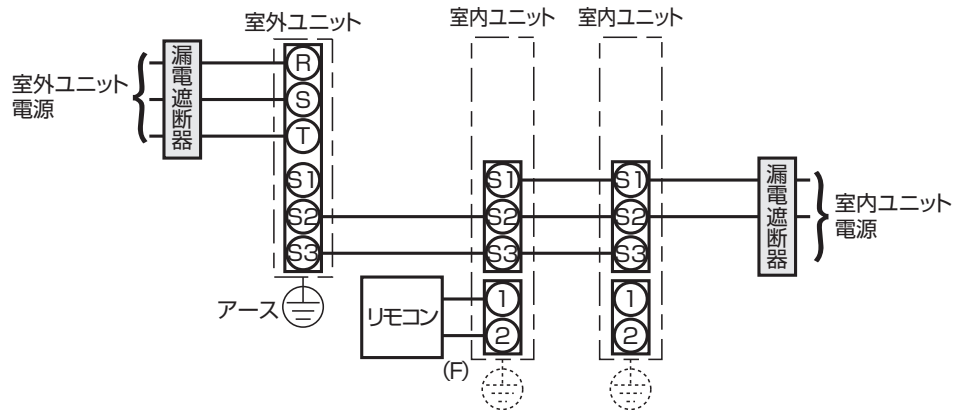 室外ユニット
室内ユニット
室内ユニット
室外ユニット
電源
漏電遮断器
R
S
T
S1
S2
S3
S1
S2
S3
S1
S2
S3
漏電遮断器
室内ユニット
電源
アース
リモコン
1
2
1
2
(F)